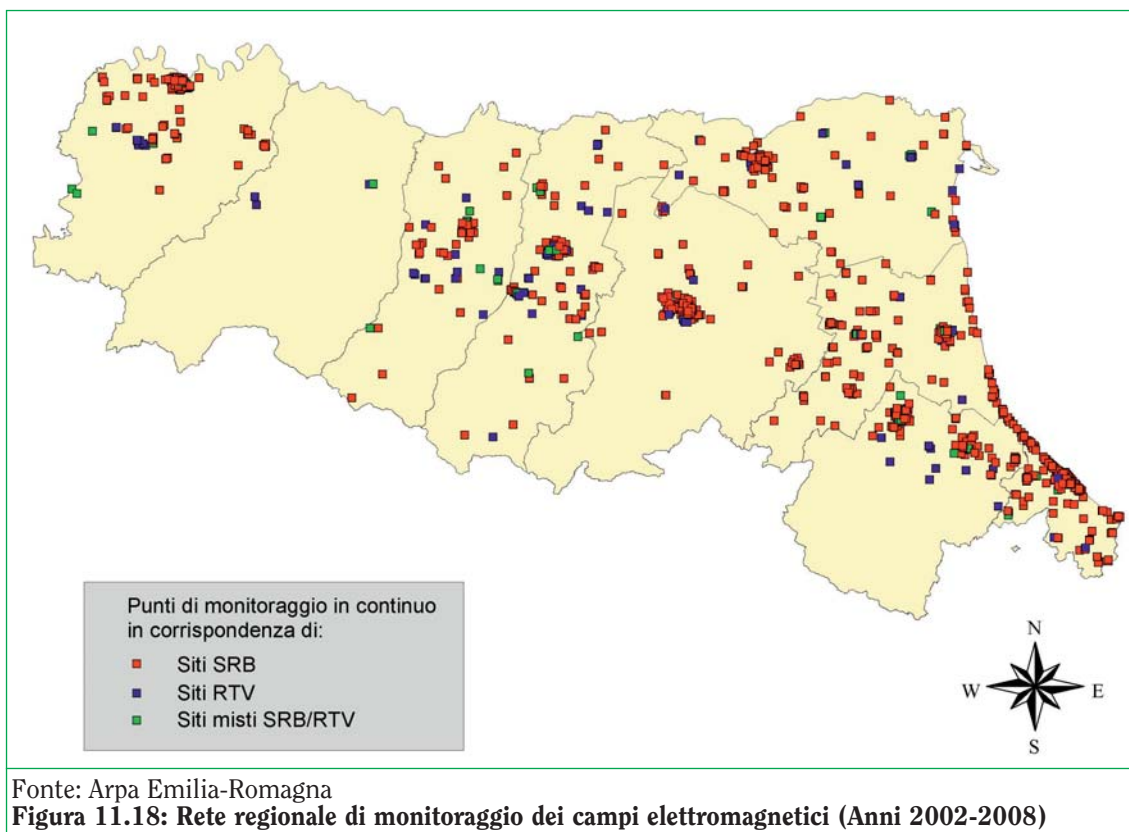 Punti di monitoraggio in continuo
in corrispondenza di:
Siti SRB
Siti RTV
Siti misti SRB/RTV
N
W E
S
Fonte: Arpa Emilia-Romagna
Figura 11.18: Rete regionale di monitoraggio dei campi elettromagnetici (Anni 2002-2008)